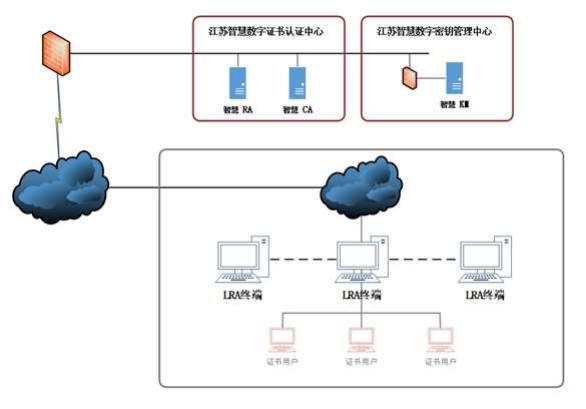 江苏智慧数字证书认证中心
江苏智慧数字密钥管理中心
智慧 RA
智慧 CA
智慧 KM
LRA终端
LRA终端
LRA终端
证书用户
证书用户
证书用户